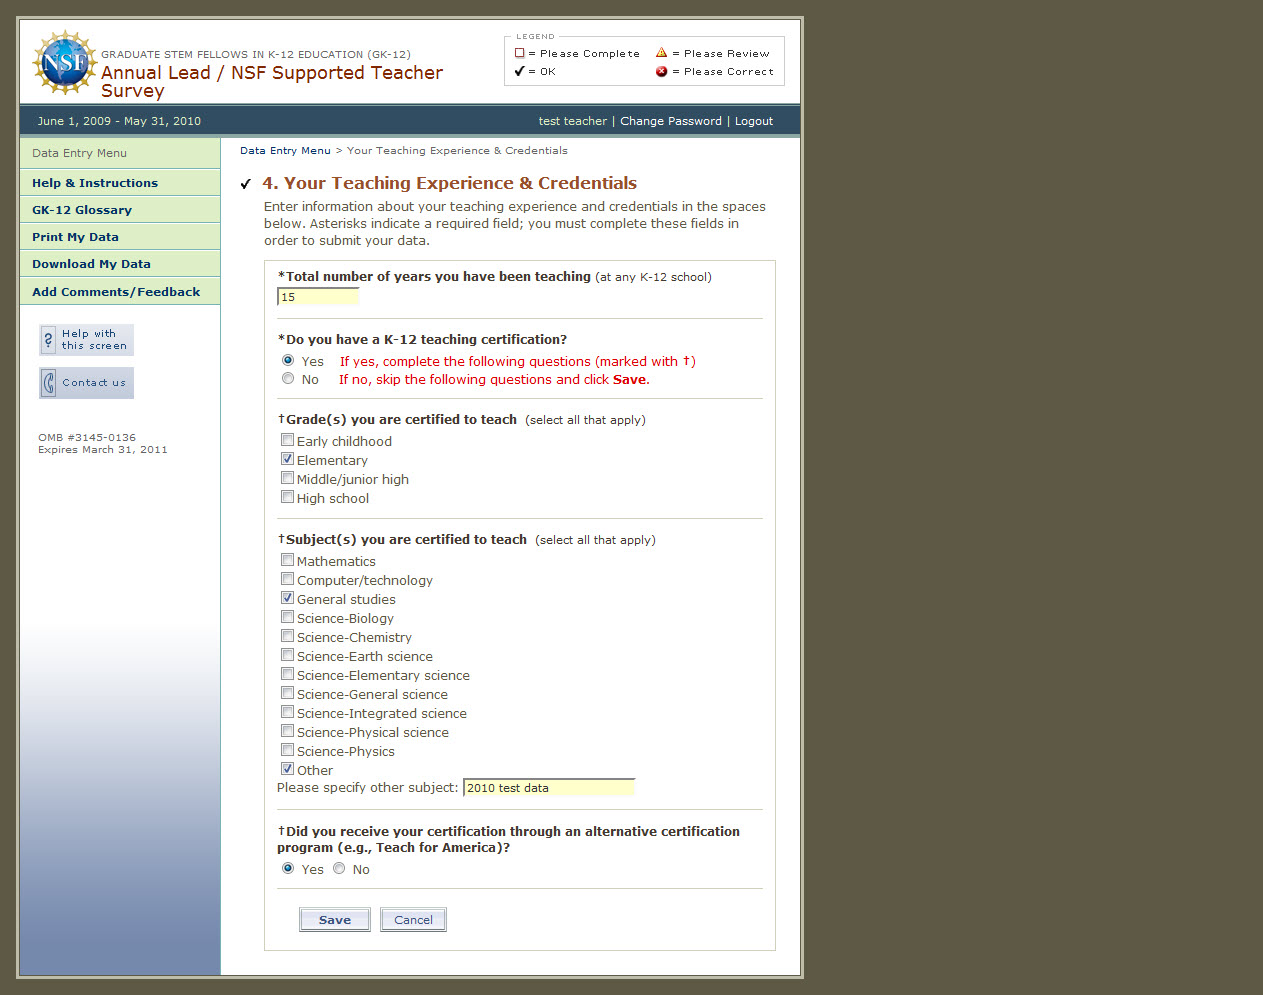 NSF
GRADUATE STEM FELLOWS IN K-12 EDUCATION (GK-12)
Annual Lead / NSF Supported Teacher
Survey
LEGEND
= Please Complete
= Please Review
= OK
= Please Correct
June 1, 2009 - May 31, 2010
test teacher | Change Password | Logout
Data Entry Menu
Help & Instructions
GK-12 Glossary
Print My Data
Download My Data
Add Comments/Feedback
? Help with
this screen
Contact us
OMB #3145-0136
Expires March 31, 2011
Data Entry Menu > Your Teaching Experience & Credentials
4. Your Teaching Experience & Credentials
Enter information about your teaching experience and credentials in the spaces
below. Asterisks indicate a required field; you must complete these fields in
order to submit your data.
*Total number of years you have been teaching (at any K-12 school)
15
*Do you have a K-12 teaching certification?
Yes If yes, complete the following questions (marked with †)
No If no, skip the following questions and click Save.
†Grade(s) you are certified to teach (select all that apply)
Early childhood
Elementary
Middle/junior high
High school
†Subject(s) you are certified to teach (select all that apply)
Mathematics
Computer/technology
General studies
Science-Biology
Science-Chemistry
Science-Earth science
Science-Elementary science
Science-General science
Science-Integrated science
Science-Physical science
Science-Physics
Other
Please specify other subject: 2010 test data
†Did you receive your certification through an alternative certification
program (e.g., Teach for America)?
Yes No
Save Cancel